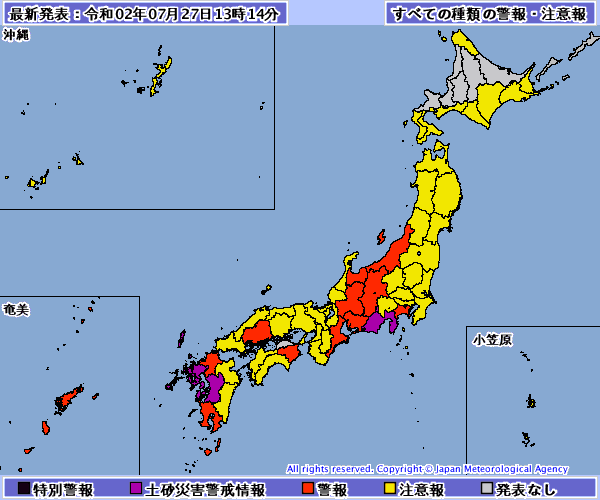 最新発表：令和02年07月27日13時14分
すべての種類の警報・注意報
沖縄
奄美
小笠原
All rights reserved. Copyright © Japan Meteorological Agency
特別警報 土砂災害警戒情報 警報 注意報 発表なし